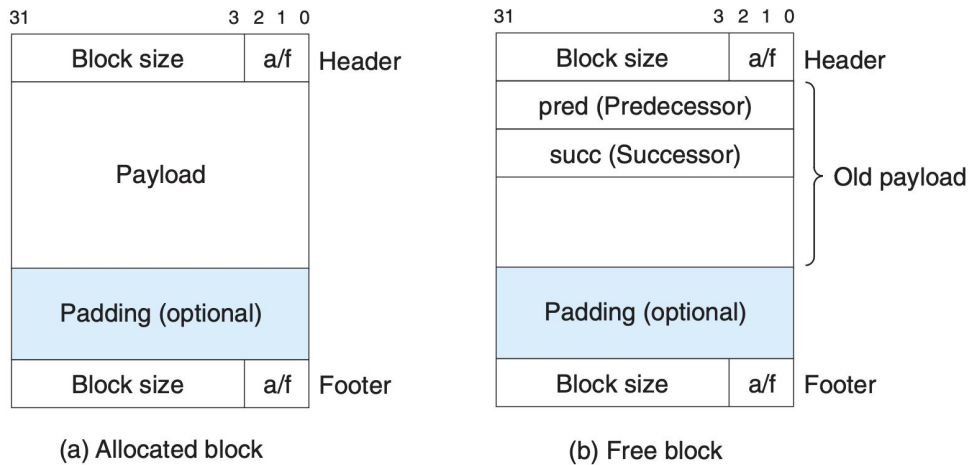 31 3 2 1 0
Block size a/f Header
Payload
Padding (optional)
Block size a/f Footer
(a) Allocated block
31 3 2 1 0
Block size a/f Header
pred (Predecessor)
succ (Successor)
Old payload
Padding (optional)
Block size a/f Footer
(b) Free block